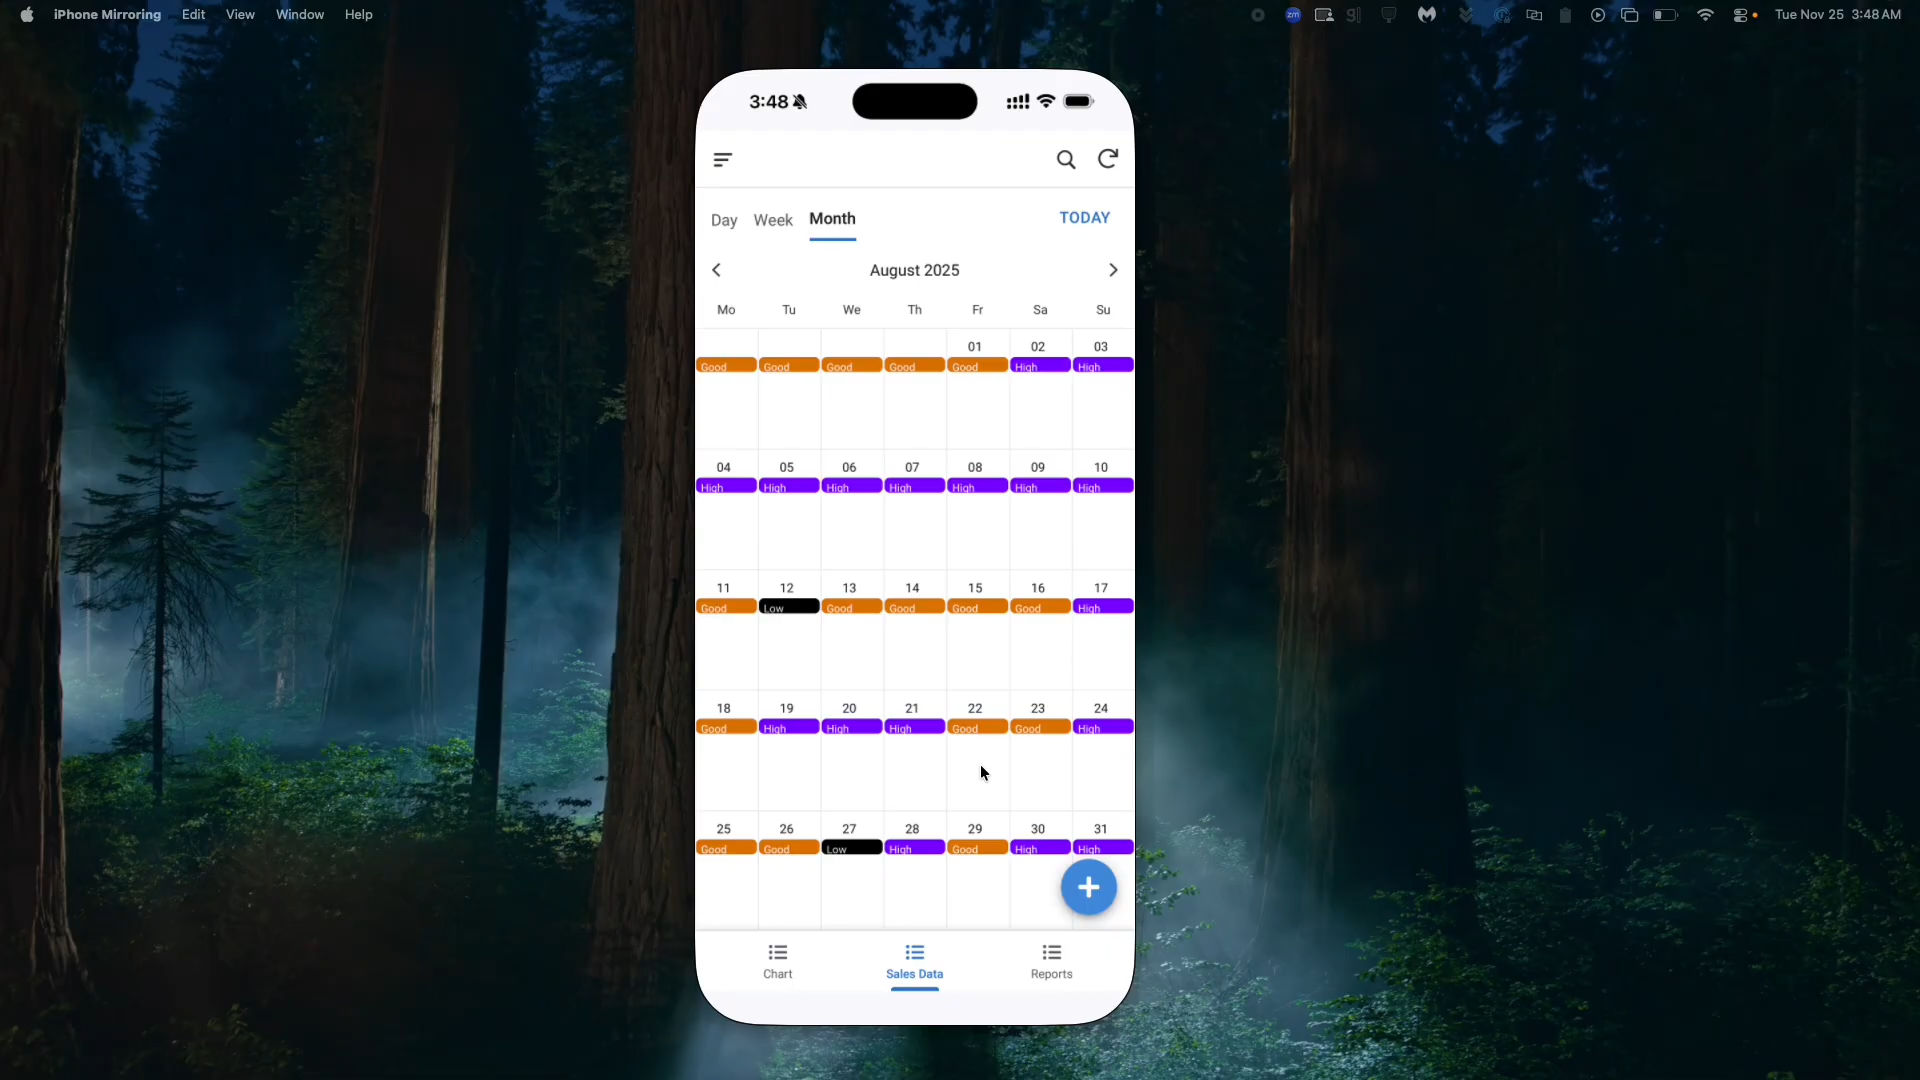 iPhone Mirroring Edit View Window Help
zm Tue Nov 25 3:48 AM
3:48
Day Week Month TODAY
August 2025
Mo Tu We Th Fr Sa Su
01 02 03
Good Good Good Good Good High High
04 05 06 07 08 09 10
High High High High High High High
11 12 13 14 15 16 17
Good Low Good Good Good Good High
18 19 20 21 22 23 24
Good High High High Good Good High
25 26 27 28 29 30 31
Good Good Low High Good High High
Chart Sales Data Reports